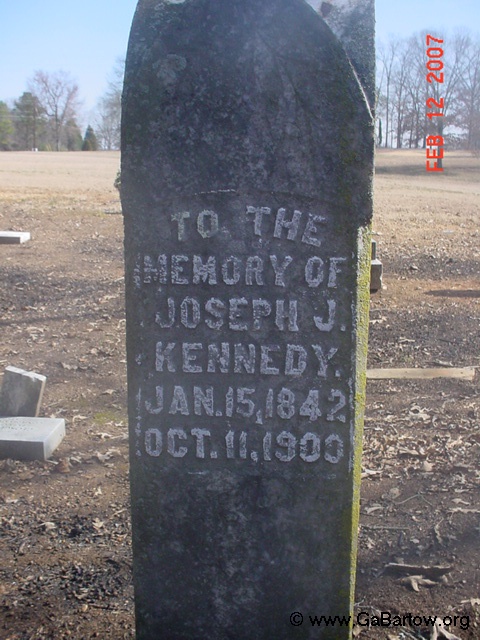 FEB 12 2007
TO THE
MEMORY OF
JOSEPH J.
KENNEDY.
JAN. 15, 1842
OCT. 11, 1900
© www.GaBartow.org